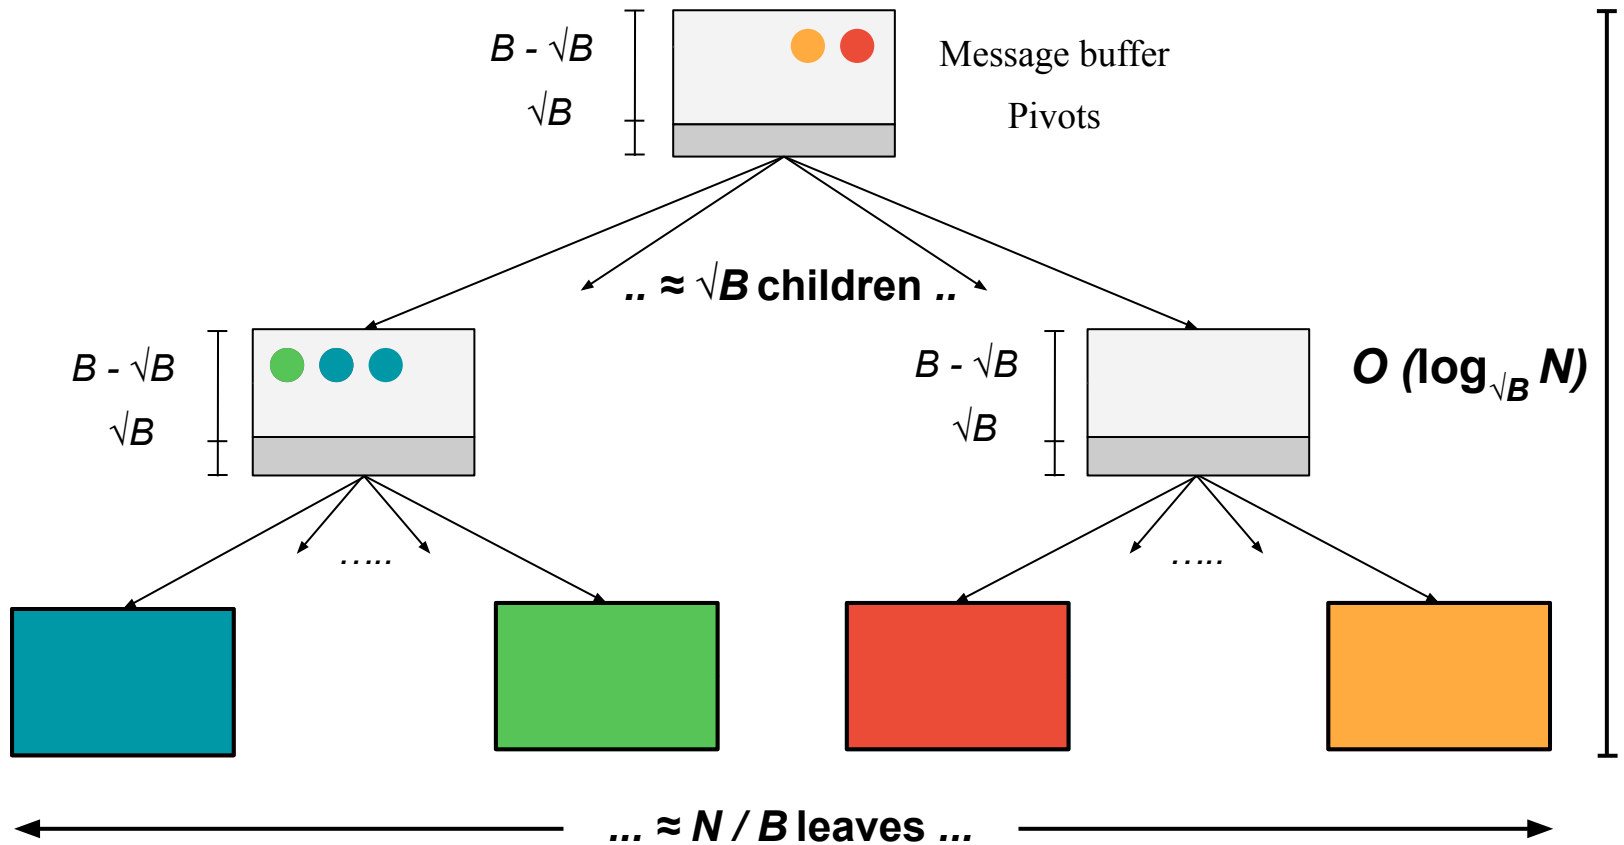 B - √B
√B
Message buffer
Pivots
.. ≈ √B children ..
B - √B
√B
B - √B
√B
O (log√B N)
.....
.....
... ≈ N / B leaves ...